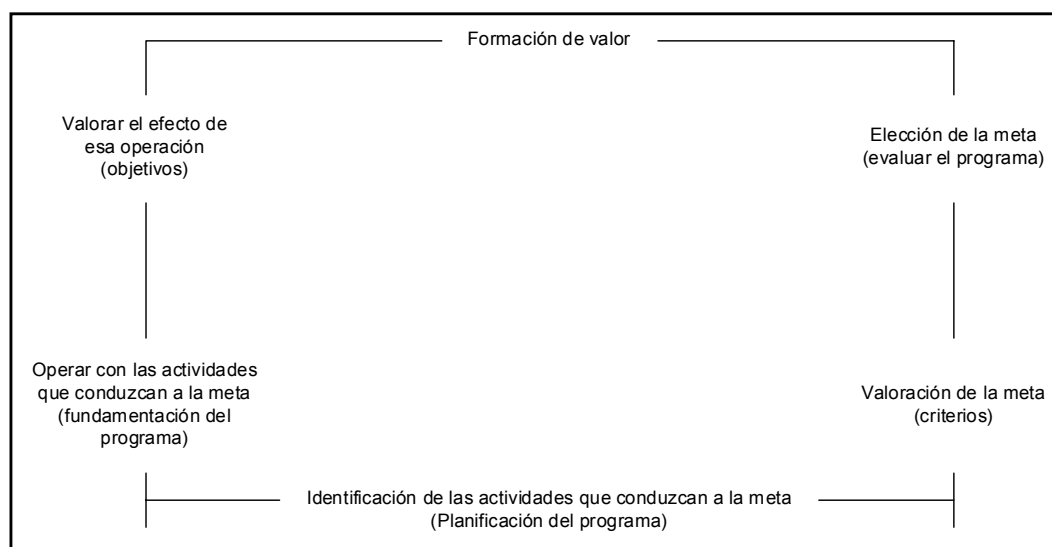 Formación de valor
Valorar el efecto de
esa operación
(objetivos)
Elección de la meta
(evaluar el programa)
Operar con las actividades
que conduzcan a la meta
(fundamentación del
programa)
Valoración de la meta
(criterios)
Identificación de las actividades que conduzcan a la meta
(Planificación del programa)